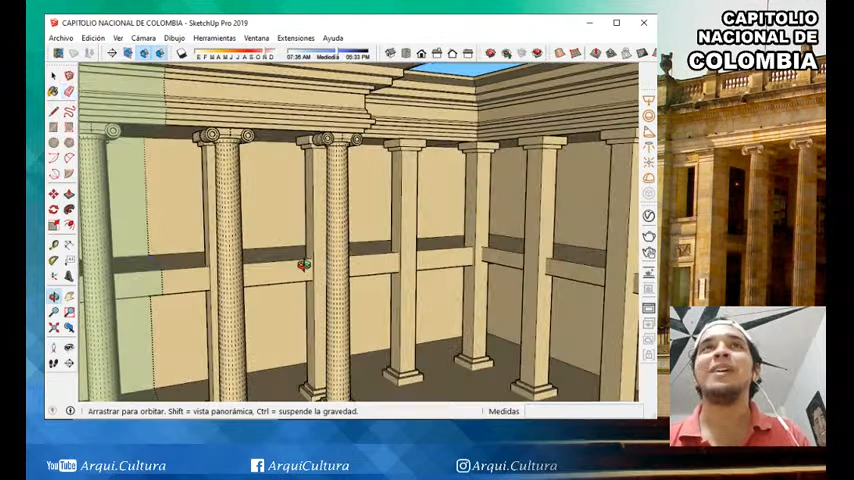 CAPITOLIO NACIONAL DE COLOMBIA - SketchUp Pro 2019
Archivo Edición Ver Cámara Dibujo Herramientas Ventana Extensiones Ayuda
E F M A M J J A S O N D
07:36 AM Mediodía 05:33 PM
CAPITOLIO
NACIONAL DE
COLOMBIA
Arrastrar para orbitar. Shift = vista panorámica, Ctrl = suspende la gravedad.
Medidas
YouTube Arqui.Cultura
ArquiCultura
Arqui.Cultura